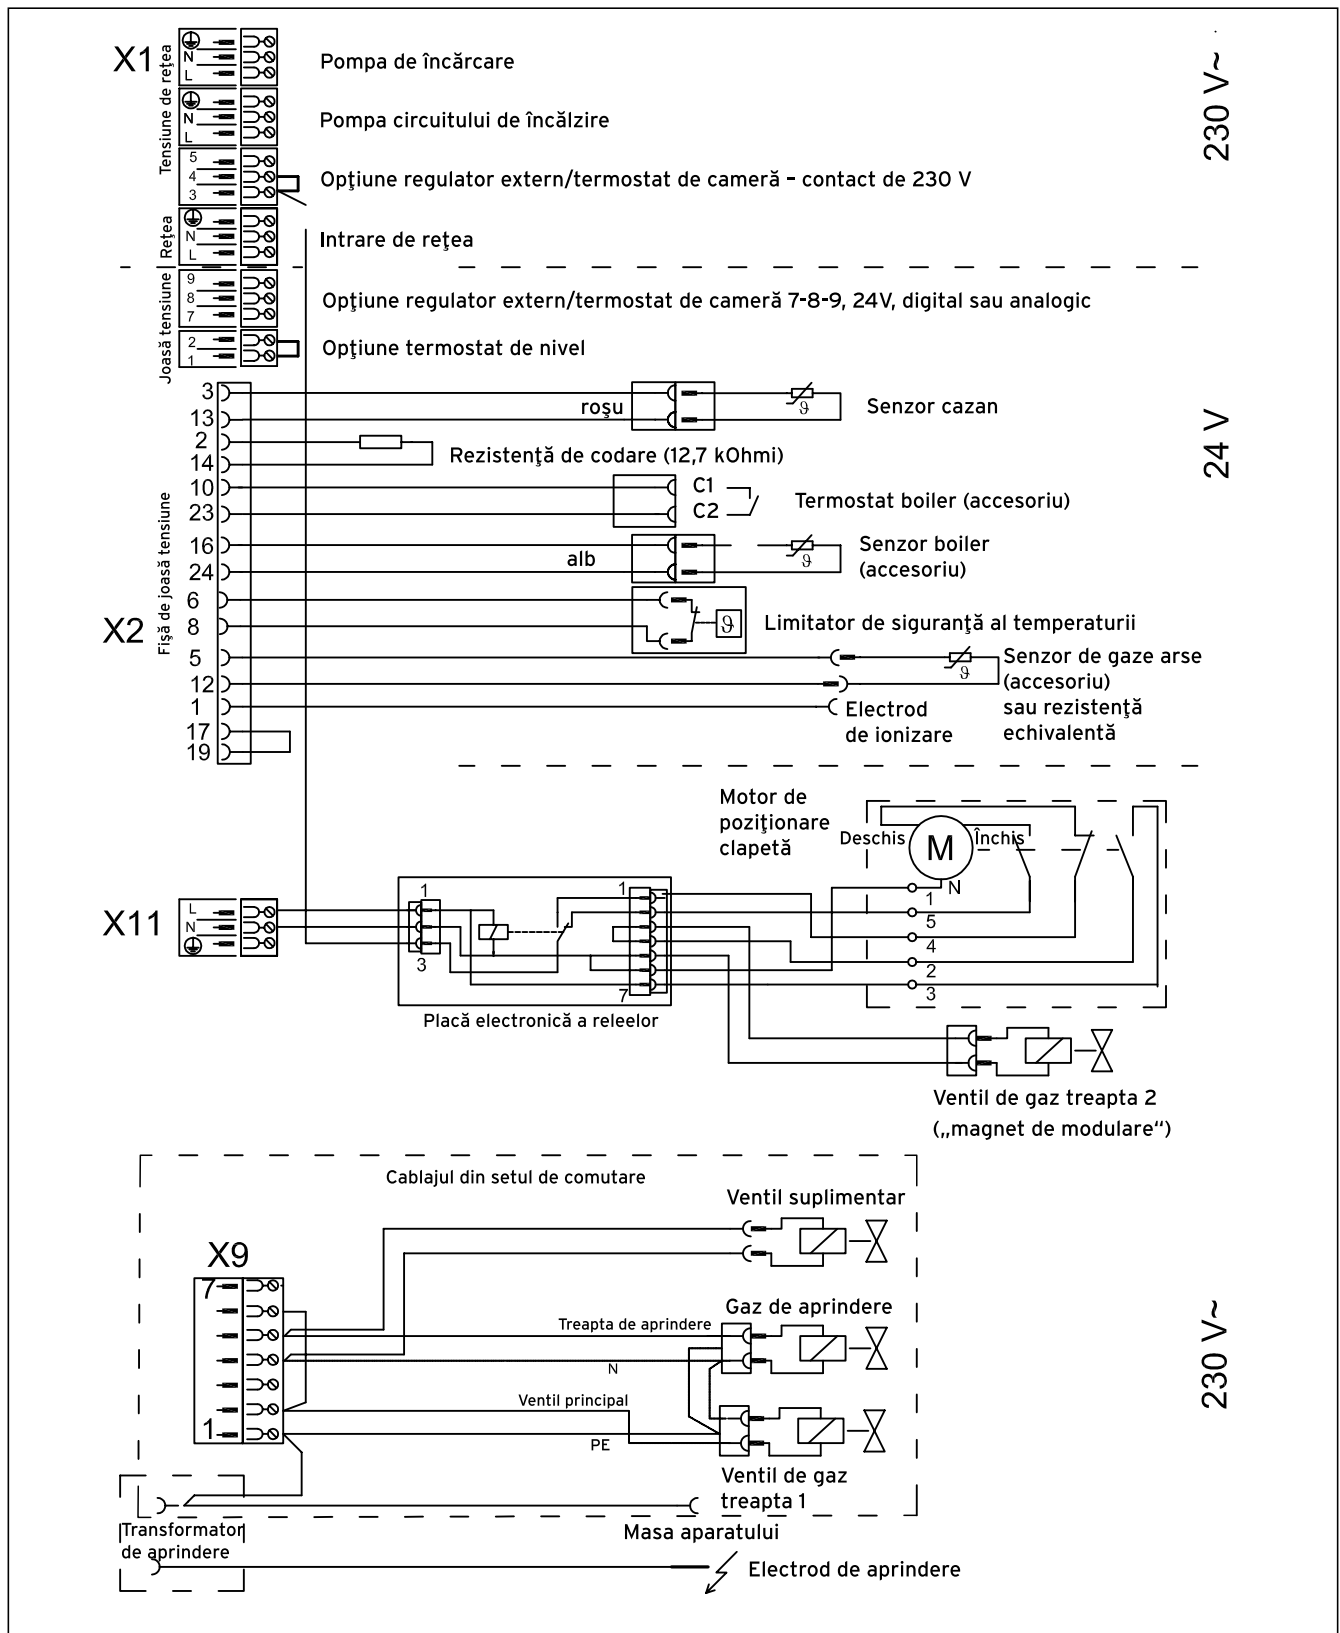 X1
Tensiune de reţea
N
L
Pompa de încărcare
N
L
Pompa circuitului de încălzire
5
4
3
Opţiune regulator extern/termostat de cameră - contact de 230 V
230 V~
Reţea
N
L
Intrare de reţea
Joasă tensiune
9
8
7
Opţiune regulator extern/termostat de cameră 7-8-9, 24V, digital sau analogic
2
1
Opţiune termostat de nivel
X2
Fişă de joasă tensiune
24 V
3
13
roşu
ϑ
Senzor cazan
2
14
Rezistenţă de codare (12,7 kOhmi)
10
23
C1
C2
Termostat boiler (accesoriu)
16
24
alb
ϑ
Senzor boiler
(accesoriu)
6
8
ϑ
Limitator de siguranţă al temperaturii
5
12
ϑ
Senzor de gaze arse
(accesoriu)
sau rezistenţă
echivalentă
1
Electrod
de ionizare
17
19
Motor de
poziţionare
clapetă
Deschis
M
Închis
N
1
5
4
2
3
X11
L
N
1
3
1
7
Placă electronică a releelor
Ventil de gaz treapta 2
(„magnet de modulare“)
Cablajul din setul de comutare
Ventil suplimentar
X9
7
1
Gaz de aprindere
Treapta de aprindere
N
Ventil principal
PE
Ventil de gaz
treapta 1
230 V~
Transformator
de aprindere
Masa aparatului
Electrod de aprindere